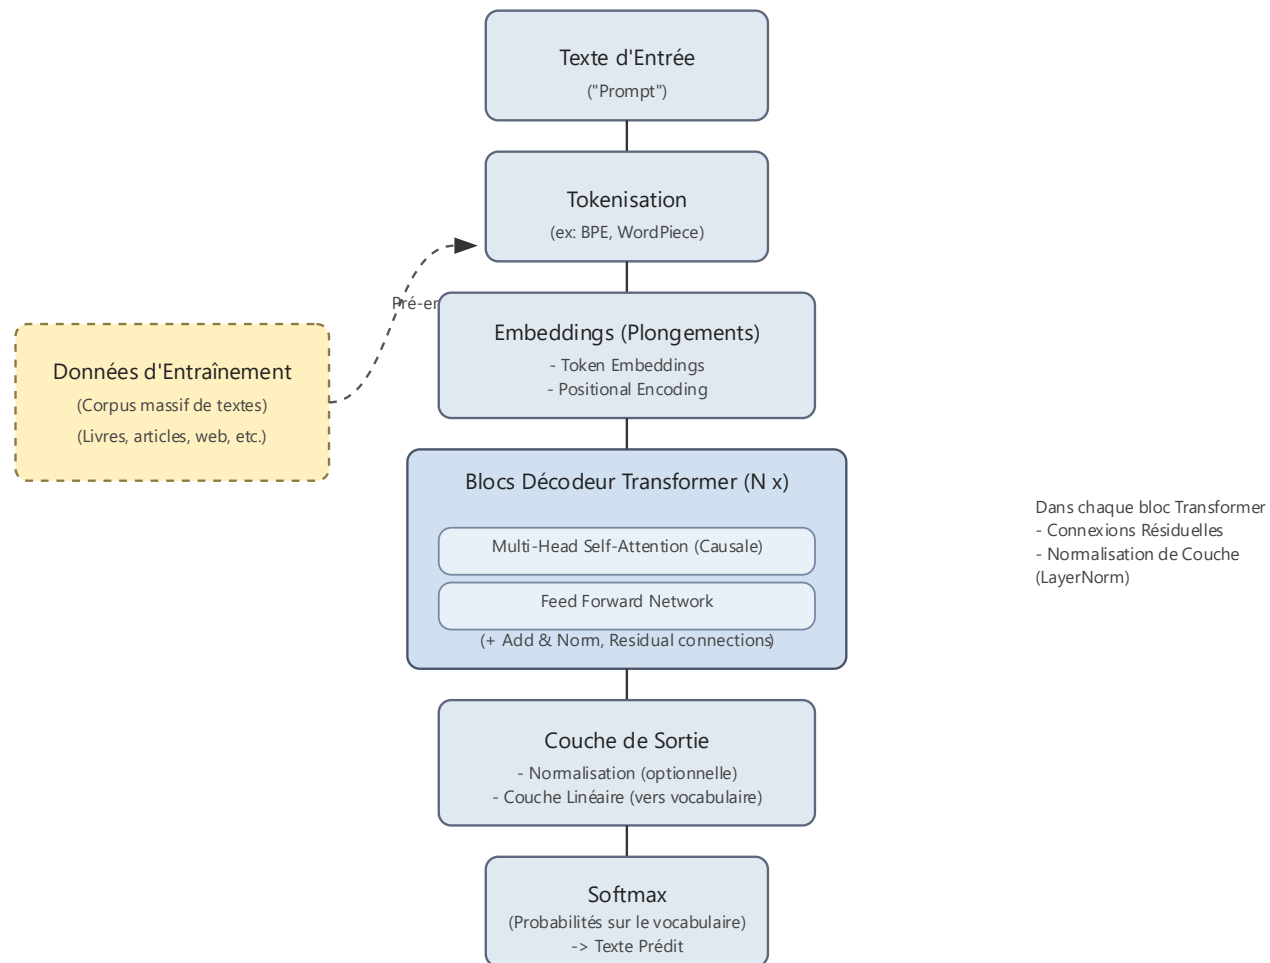 Texte d'Entrée
("Prompt")
Tokenisation
(ex: BPE, WordPiece)
Pré-er
Embeddings (Plongements)
- Token Embeddings
- Positional Encoding
Données d'Entraînement
(Corpus massif de textes)
(Livres, articles, web, etc.)
Blocs Décodeur Transformer (N x)
Multi-Head Self-Attention (Causale)
Feed Forward Network
(+ Add & Norm, Residual connections)
Dans chaque bloc Transformer
- Connexions Résiduelles
- Normalisation de Couche
(LayerNorm)
Couche de Sortie
- Normalisation (optionnelle)
- Couche Linéaire (vers vocabulaire)
Softmax
(Probabilités sur le vocabulaire)
-> Texte Prédit